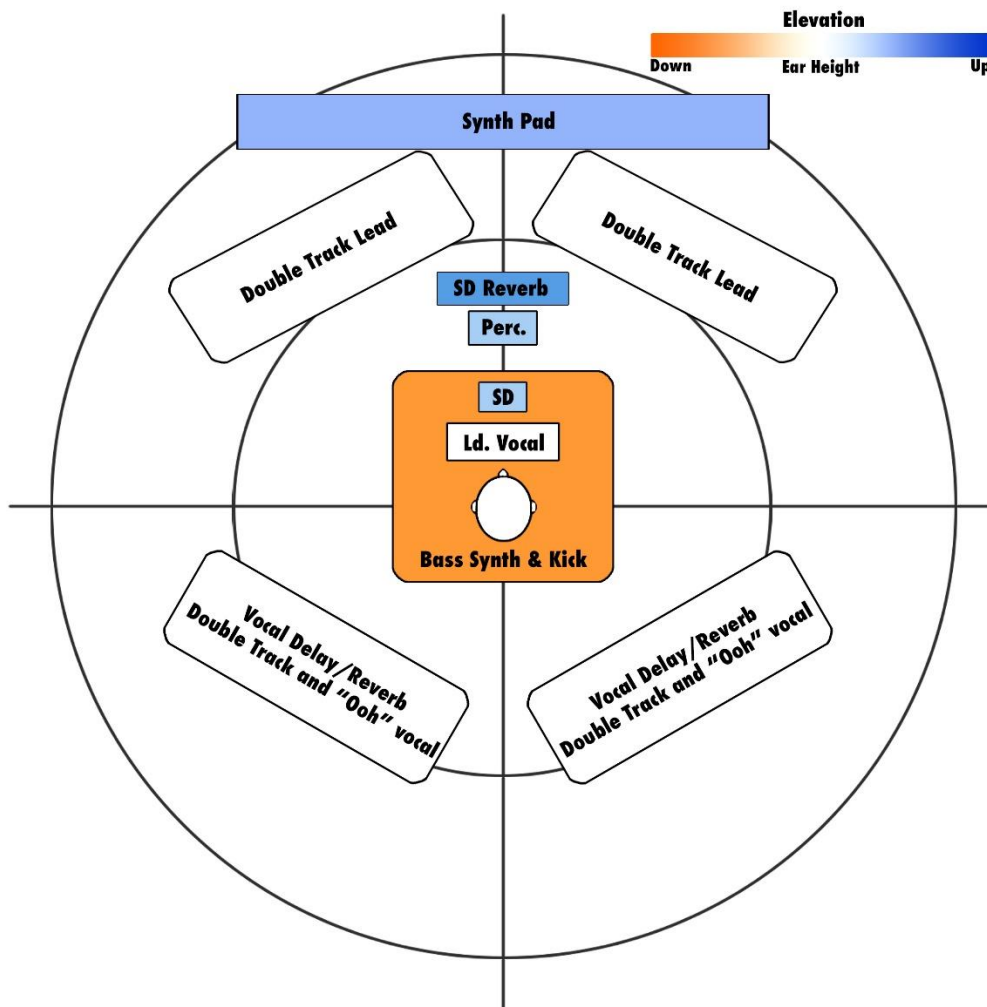 Elevation
Down Ear Height Up
Synth Pad
Double Track Lead
Double Track Lead
SD Reverb
Perc.
SD
Ld. Vocal
Bass Synth & Kick
Vocal Delay/Reverb
Double Track and “Ooh” vocal
Vocal Delay/Reverb
Double Track and “Ooh” vocal